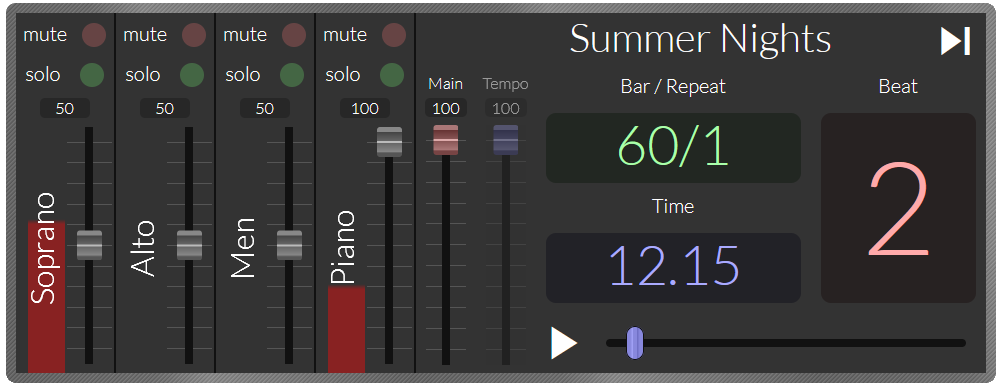 mute
solo
50
Soprano
mute
solo
50
Alto
mute
solo
50
Men
mute
solo
100
Piano
Main
100
Tempo
100
Summer Nights
Bar / Repeat
60/1
Time
12.15
Beat
2